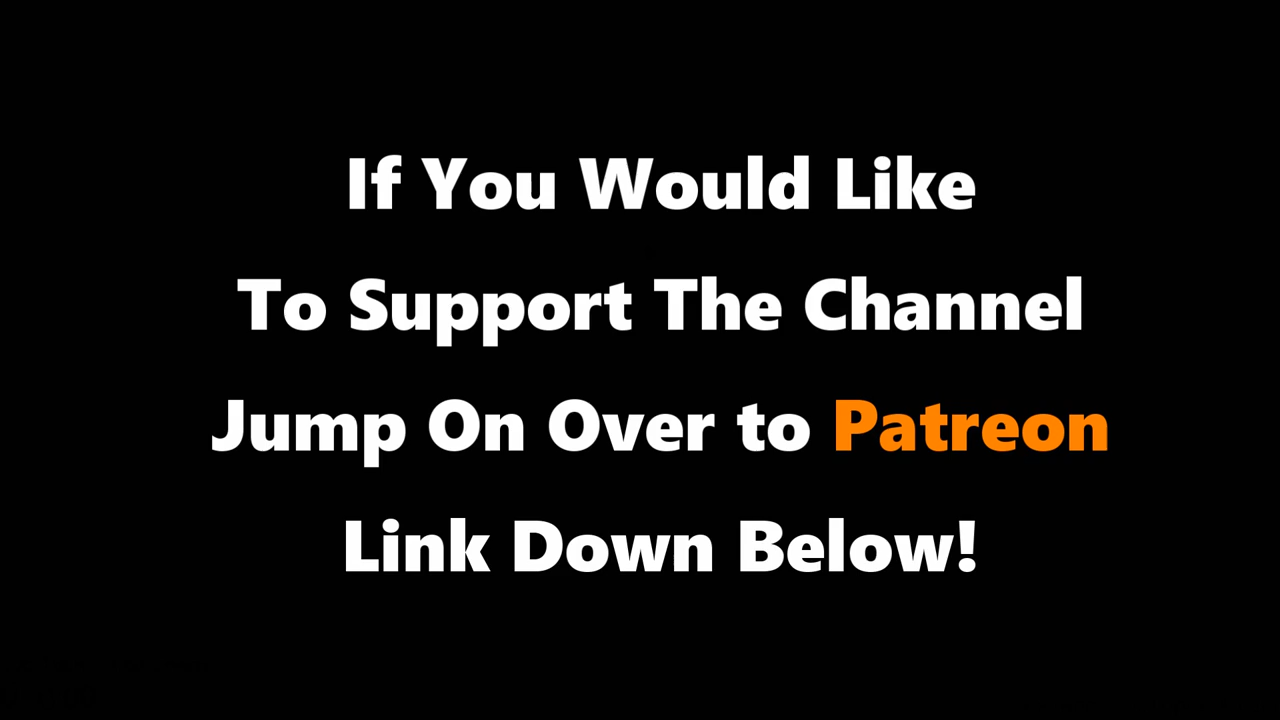 If You Would Like
To Support The Channel
Jump On Over to Patreon
Link Down Below!